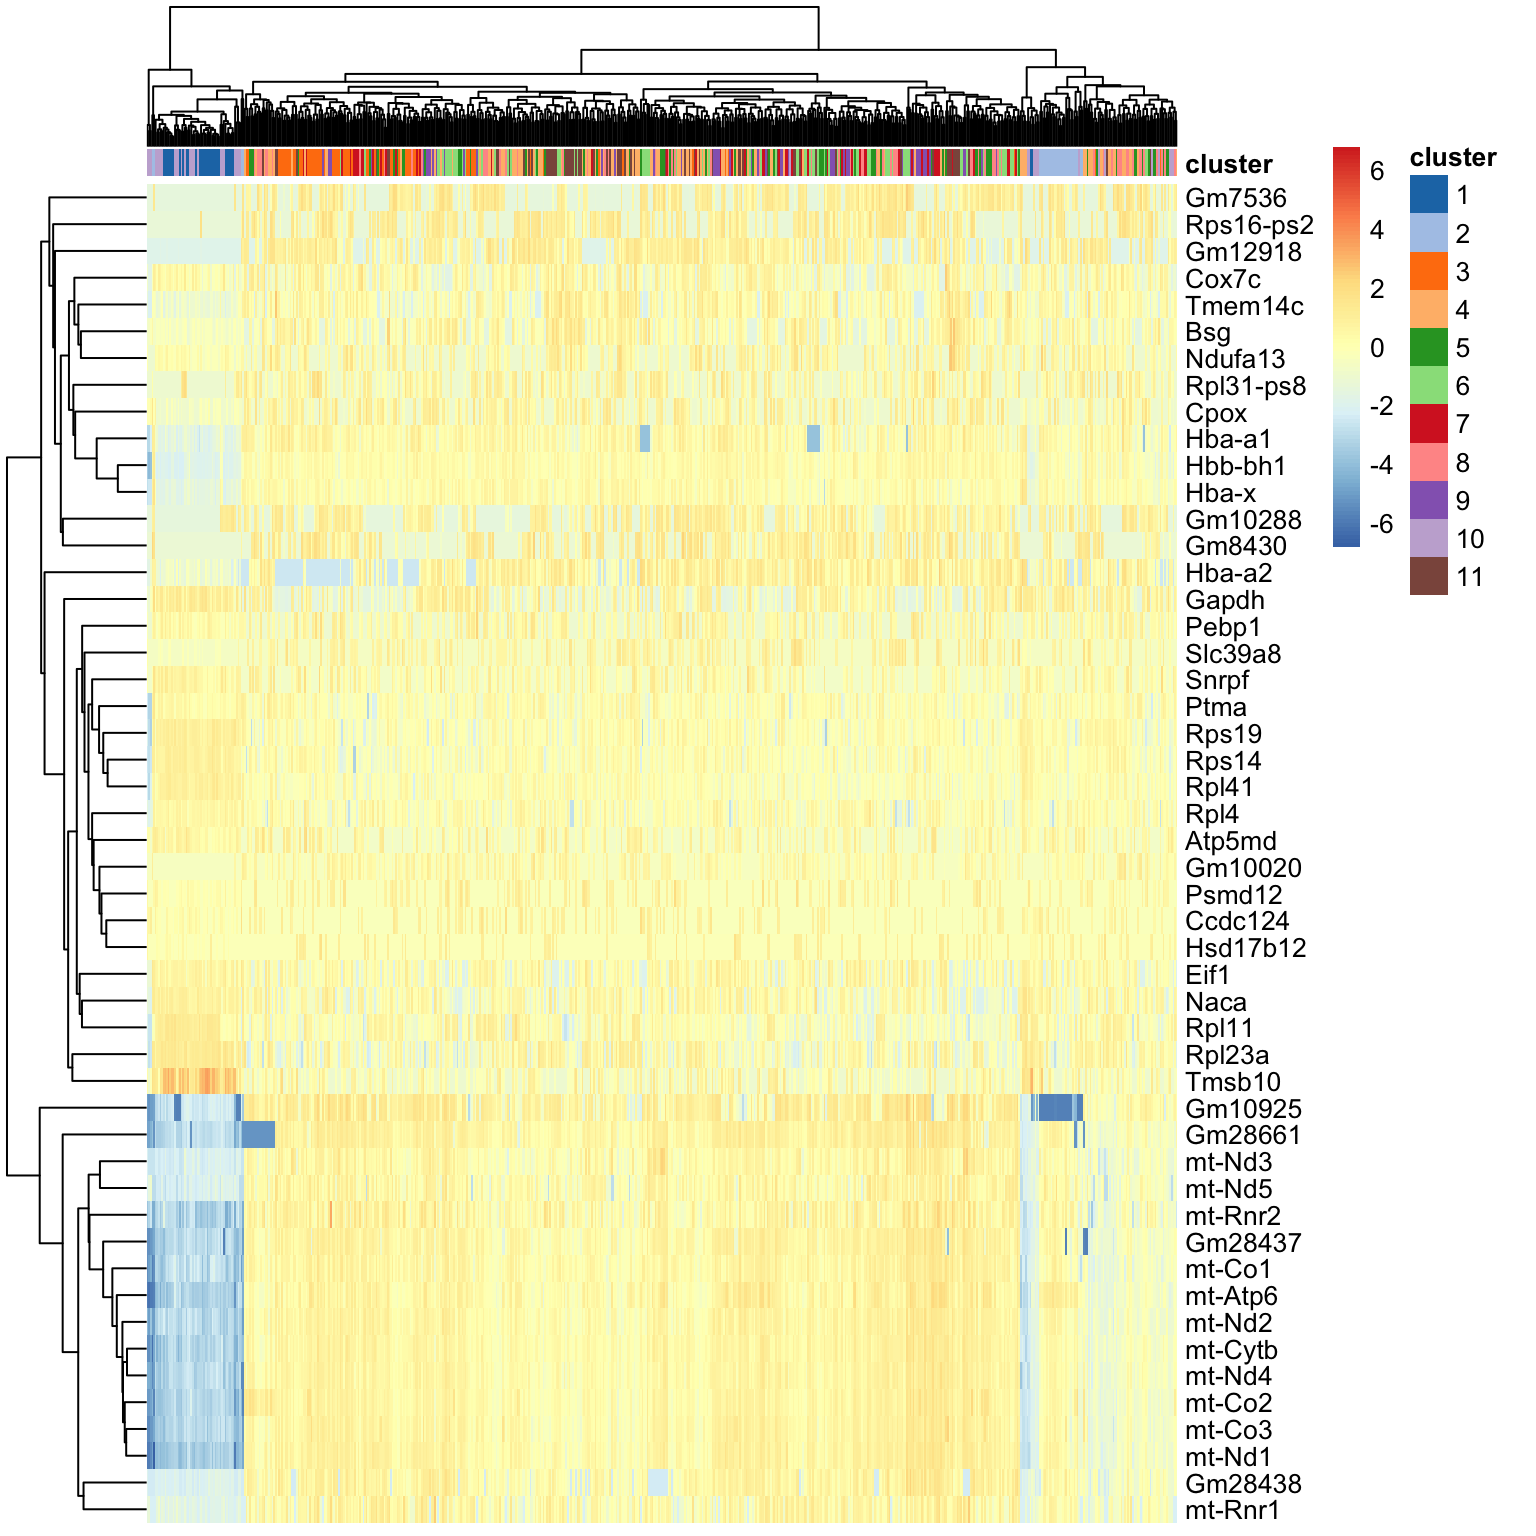 cluster
Gm7536
Rps16-ps2
Gm12918
Cox7c
Tmem14c
Bsg
Ndufa13
Rpl31-ps8
Cpox
Hba-a1
Hbb-bh1
Hba-x
Gm10288
Gm8430
Hba-a2
Gapdh
Pebp1
Slc39a8
Snrpf
Ptma
Rps19
Rps14
Rpl41
Rpl4
Atp5md
Gm10020
Psmd12
Ccdc124
Hsd17b12
Eif1
Naca
Rpl11
Rpl23a
Tmsb10
Gm10925
Gm28661
mt-Nd3
mt-Nd5
mt-Rnr2
Gm28437
mt-Co1
mt-Atp6
mt-Nd2
mt-Cytb
mt-Nd4
mt-Co2
mt-Co3
mt-Nd1
Gm28438
mt-Rnr1
6
4
2
0
-2
-4
-6
cluster
1
2
3
4
5
6
7
8
9
10
11